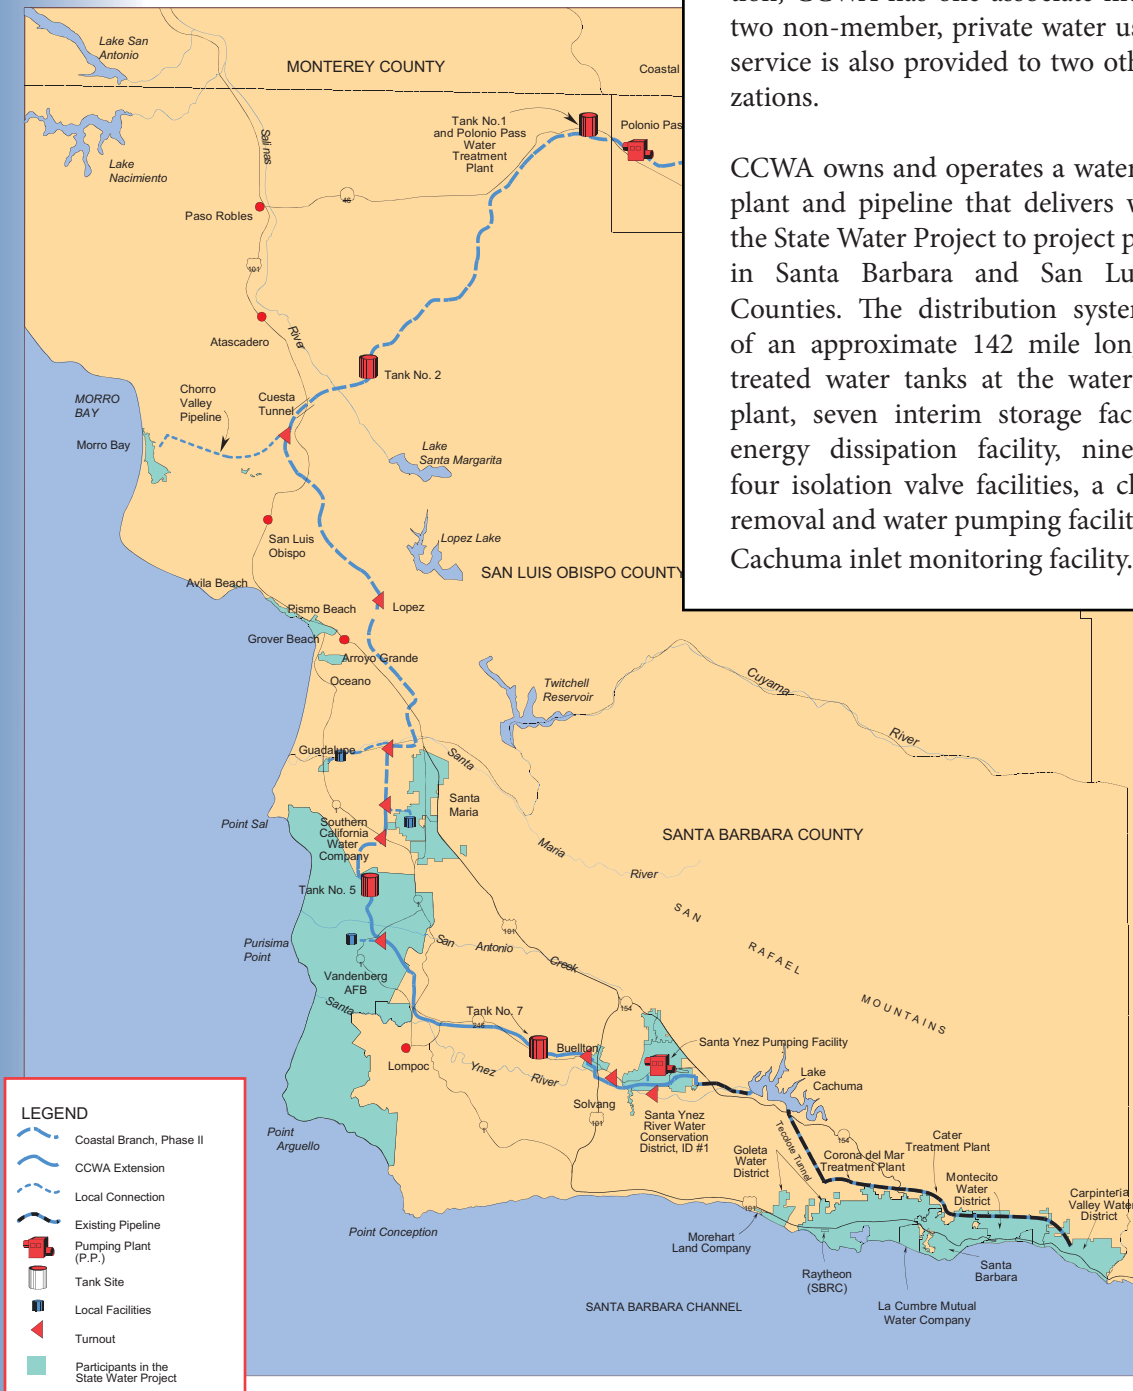 two non-member, private water
service is also provided to two
zations.
CCWA owns and operates a water
plant and pipeline that delivers
the State Water Project to project
in Santa Barbara and San
Counties. The distribution
of an approximate 142 mile
treated water tanks at the water
plant, seven interim storage
energy dissipation facility,
four isolation valve facilities, a
removal and water pumping
Cachuma inlet monitoring facility.
Lake San
Antonio
MONTEREY COUNTY
Coastal
Salinas
Tank No.1
and Polonio Pass
Water
Treatment
Plant
Polonio
Lake
Nacimiento
46
Paso Robles
101
River
Atascadero
Tank No. 2
MORRO
BAY
Chorro
Valley
Pipeline
Cuesta
Tunnel
Morro Bay
Lake
Santa Margarita
San Luis
Obispo
Lopez Lake
SAN LUIS OBISPO COUNTY
Avila Beach
Pismo Beach
Lopez
Grover Beach
Arroyo Grande
Oceano
Twitchell
Reservoir
Cuyama
River
Guadalupe
Santa
Maria
River
Santa
Maria
Point Sal
Southern
California
Water
Company
SANTA BARBARA COUNTY
Tank No. 5
1
SAN
RAFAEL
MOUNTAINS
101
Purisima
Point
San
Antonio
Creek
Vandenberg
AFB
Santa
Ynez
River
154
Tank No. 7
246
Buellton
Santa Ynez Pumping Facility
Lompoc
Lake
Cachuma
Solvang
101
Santa Ynez
River Water
Conservation
District, ID #1
1
Point
Arguello
Tecolote Tunnel
154
Goleta
Water
District
Corona del Mar
Treatment Plant
Cater
Treatment Plant
Montecito
Water
District
Carpinteria
Valley Water
District
101
Point Conception
Morehart
Land Company
Raytheon
(SBRC)
Santa
Barbara
La Cumbre Mutual
Water Company
SANTA BARBARA CHANNEL
LEGEND
Coastal Branch, Phase II
CCWA Extension
Local Connection
Existing Pipeline
Pumping Plant
(P.P.)
Tank Site
Local Facilities
Turnout
Participants in the
State Water Project